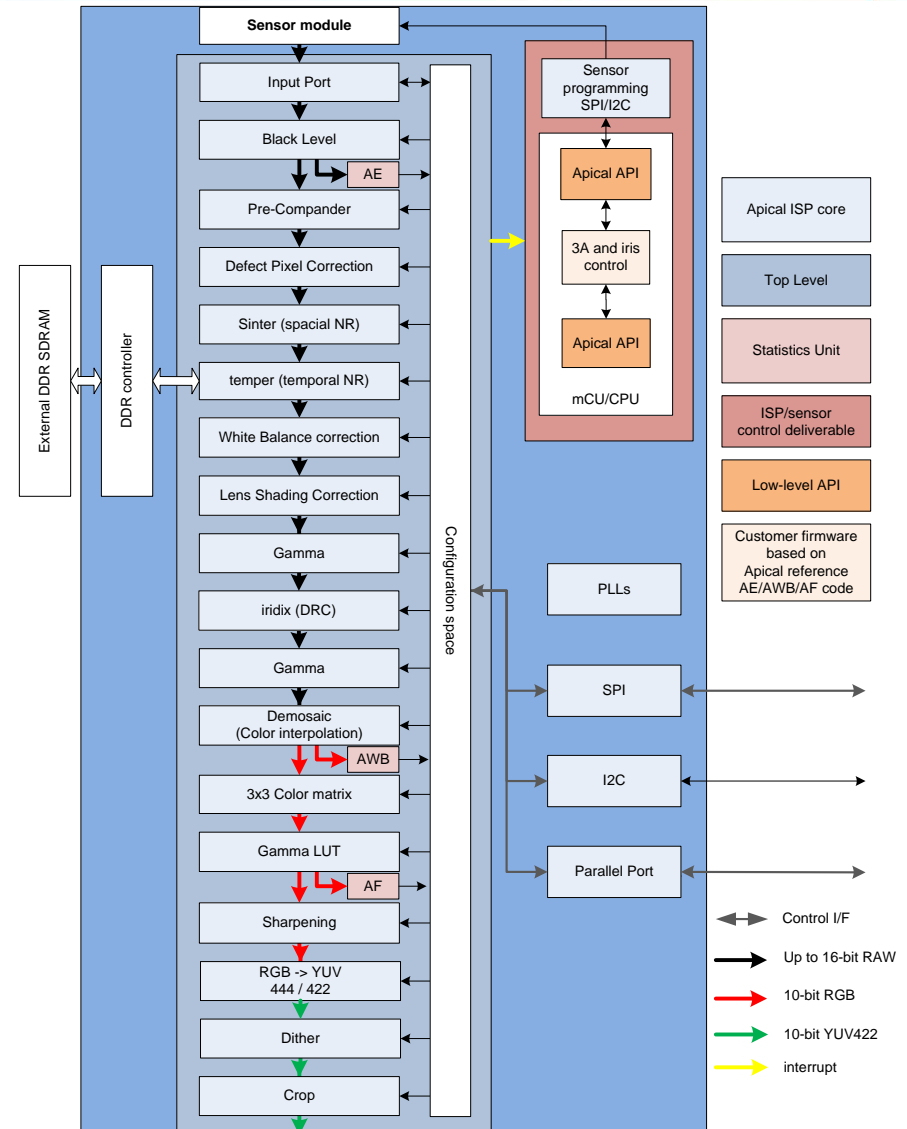 Sensor module
Input Port
Black Level
AE
Pre-Compander
Defect Pixel Correction
Sinter (spacial NR)
temper (temporal NR)
White Balance correction
Lens Shading Correction
Gamma
iridix (DRC)
Gamma
Demosaic
(Color interpolation)
AWB
3x3 Color matrix
Gamma LUT
AF
Sharpening
RGB -> YUV
444 / 422
Dither
Crop
External DDR SDRAM
DDR controller
Configuration space
Sensor
programming
SPI/I2C
Apical API
3A and iris
control
Apical API
mCU/CPU
PLLs
SPI
I2C
Parallel Port
Apical ISP core
Top Level
Statistics Unit
ISP/sensor
control deliverable
Low-level API
Customer firmware
based on
Apical reference
AE/AWB/AF code
Control I/F
Up to 16-bit RAW
10-bit RGB
10-bit YUV422
interrupt